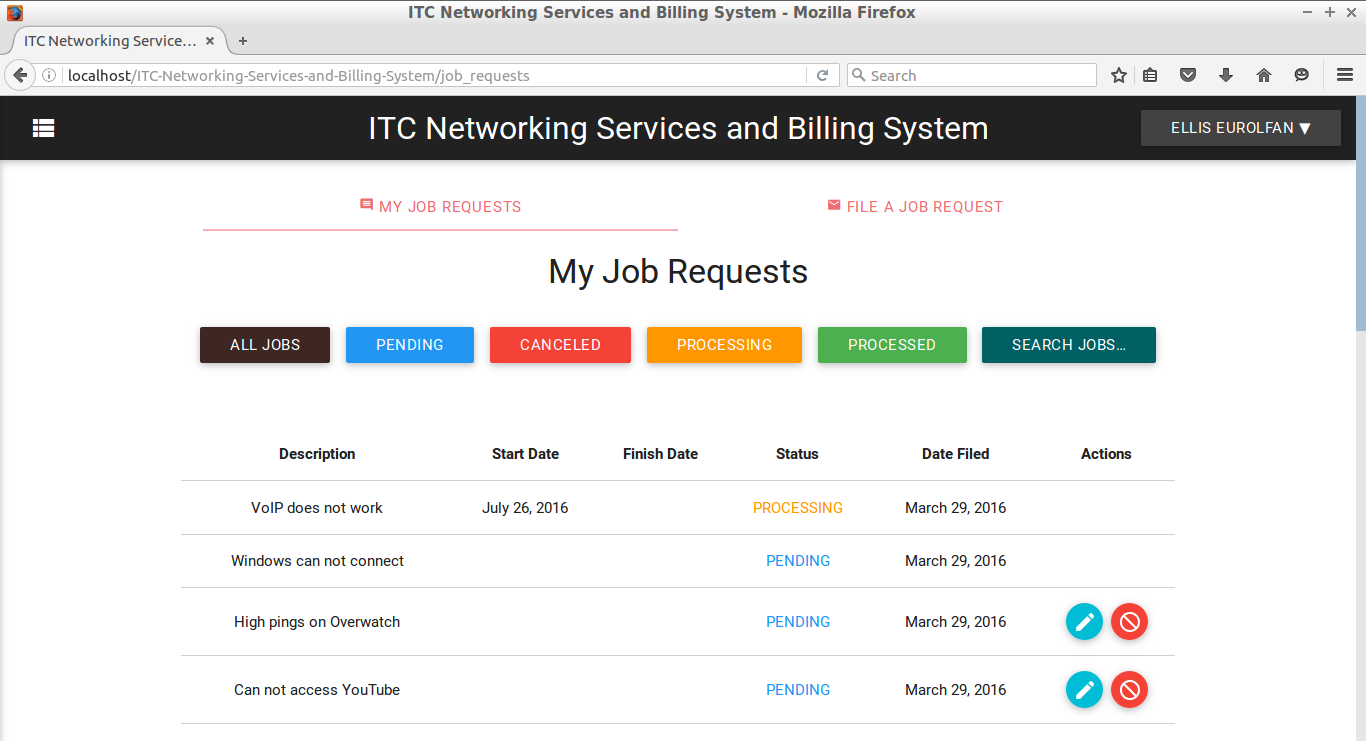 ITC Networking Services and Billing System - Mozilla Firefox
ITC Networking Service...
localhost/ITC-Networking-Services-and-Billing-System/job_requests
Search
ITC Networking Services and Billing System
ELLIS EUROLFAN ▼
MY JOB REQUESTS
FILE A JOB REQUEST
My Job Requests
ALL JOBS PENDING CANCELED PROCESSING PROCESSED SEARCH JOBS...
Description Start Date Finish Date Status Date Filed Actions
VoIP does not work July 26, 2016 PROCESSING March 29, 2016
Windows can not connect PENDING March 29, 2016
High pings on Overwatch PENDING March 29, 2016
Can not access YouTube PENDING March 29, 2016